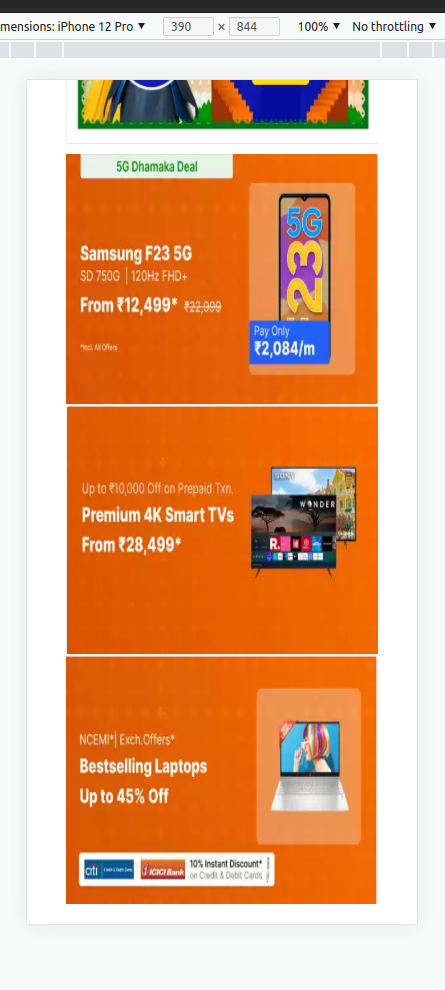 mensions: iPhone 12 Pro ▼ 390 × 844 100% ▼ No throttling ▼
5G Dhamaka Deal
Samsung F23 5G
SD 750G | 120Hz FHD+
From ₹12,499* ₹22,999
*Incl. All Offers
5G
23
Pay Only
₹2,084/m
Up to ₹10,000 Off on Prepaid Txn.
Premium 4K Smart TVs
From ₹28,499*
SONY
WONDER
R.
NCEMI*| Exch.Offers*
Bestselling Laptops
Up to 45% Off
citi
ICICI Bank
10% Instant Discount*
on Credit & Debit Cards